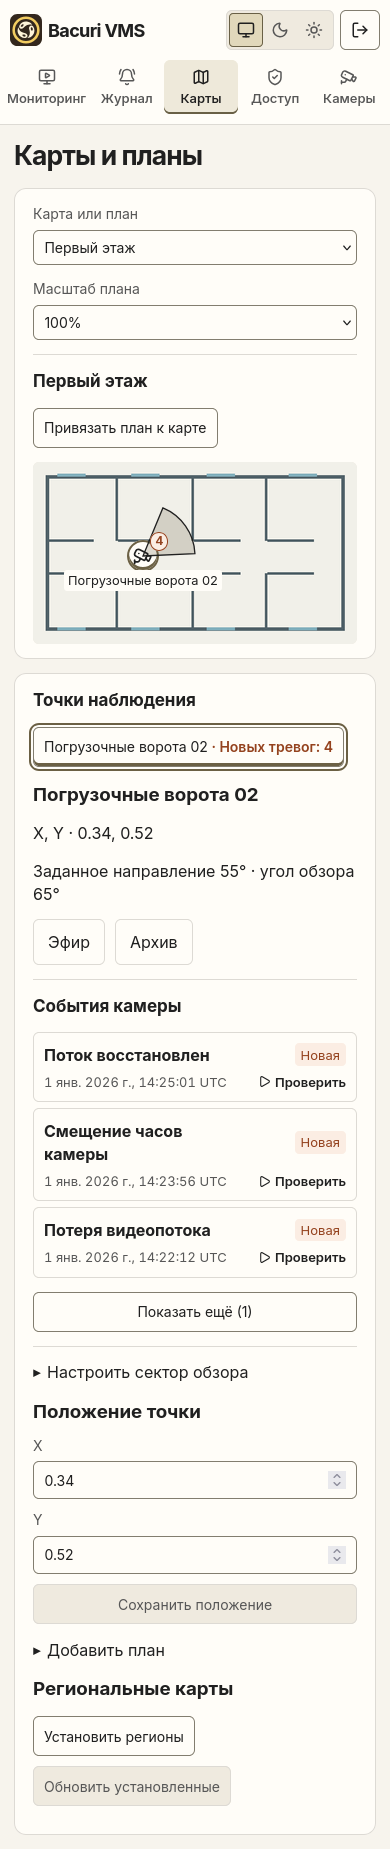 Bacuri VMS
Мониторинг Журнал Карты Доступ Камеры
Карты и планы
Карта или план
Первый этаж
Масштаб плана
100%
Первый этаж
Привязать план к карте
4
Погрузочные ворота 02
Точки наблюдения
Погрузочные ворота 02 · Новых тревог: 4
Погрузочные ворота 02
X, Y · 0.34, 0.52
Заданное направление 55° · угол обзора
65°
Эфир Архив
События камеры
Поток восстановлен Новая
1 янв. 2026 г., 14:25:01 UTC Проверить
Смещение часов
камеры Новая
1 янв. 2026 г., 14:23:56 UTC Проверить
Потеря видеопотока Новая
1 янв. 2026 г., 14:22:12 UTC Проверить
Показать ещё (1)
▸ Настроить сектор обзора
Положение точки
X
0.34
Y
0.52
Сохранить положение
▸ Добавить план
Региональные карты
Установить регионы
Обновить установленные